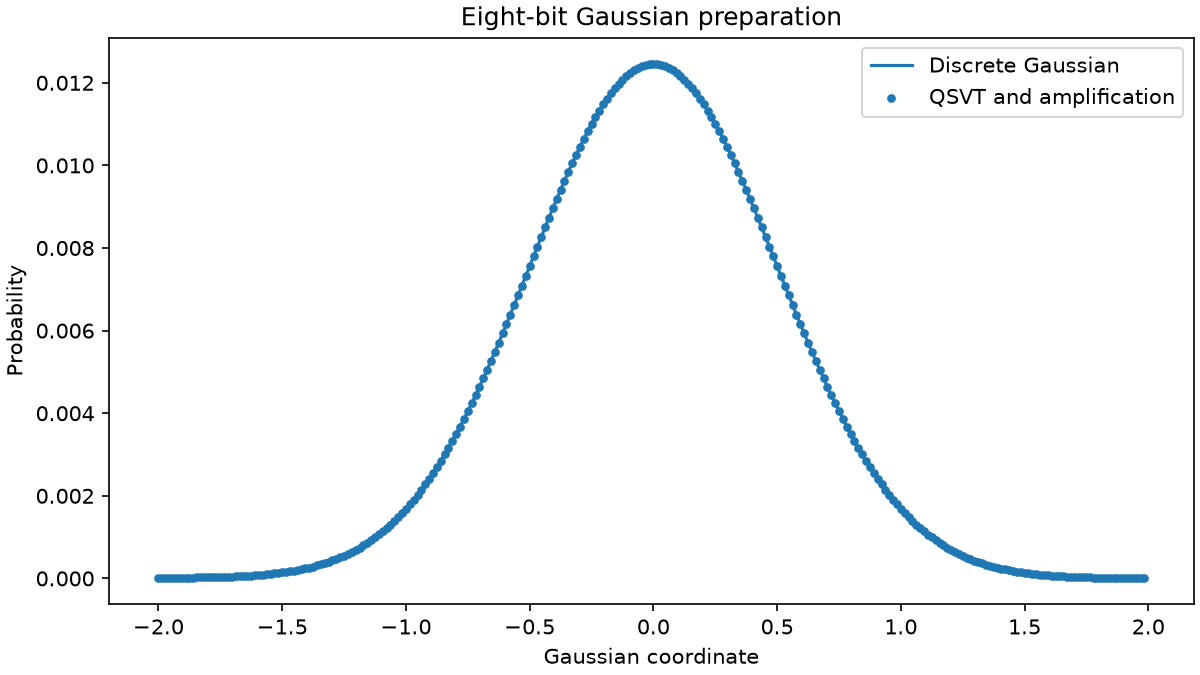 Eight-bit Gaussian preparation
Discrete Gaussian
QSVT and amplification
Probability
0.012
0.010
0.008
0.006
0.004
0.002
0.000
−2.0 −1.5 −1.0 −0.5 0.0 0.5 1.0 1.5 2.0
Gaussian coordinate